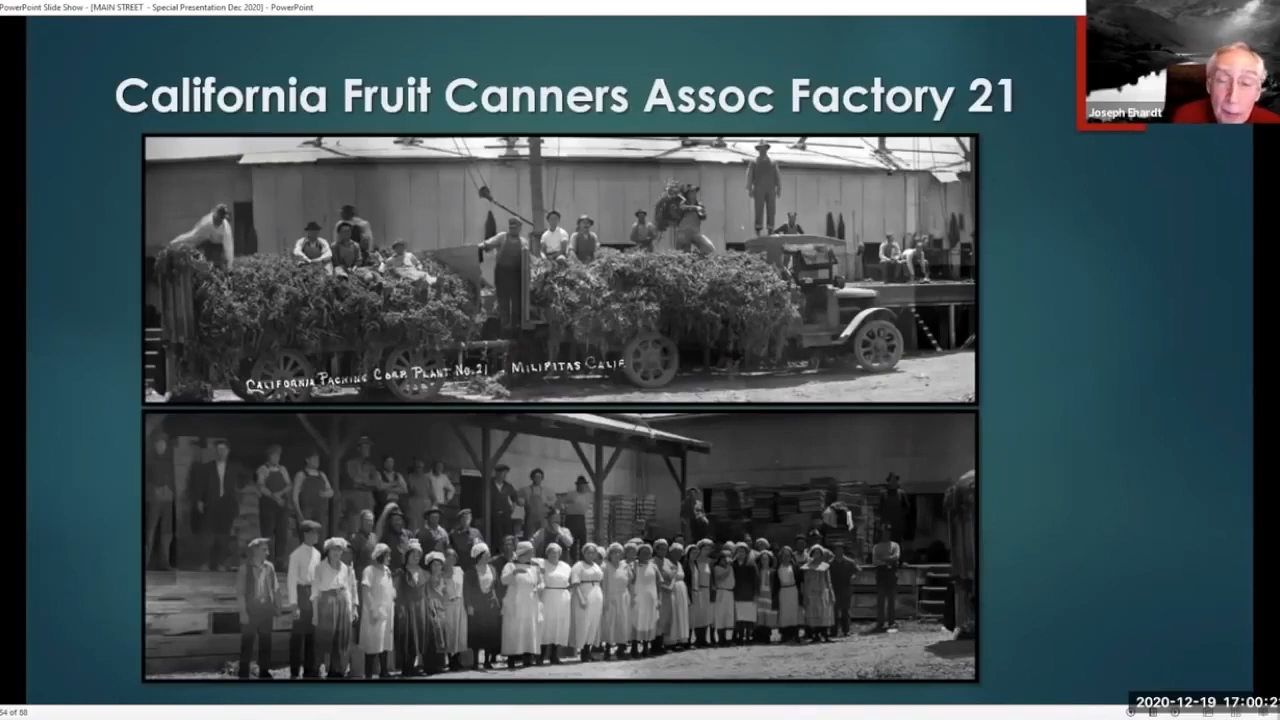 PowerPoint Slide Show - [MAIN STREET - Special Presentation Dec 2020] - PowerPoint
California Fruit Canners Assoc Factory 21
Joseph Ehardt
CALIFORNIA PACKING CORP. PLANT NO. 21 - MILIPITAS CALIF.
2020-12-19 17:00:2
54 of 88